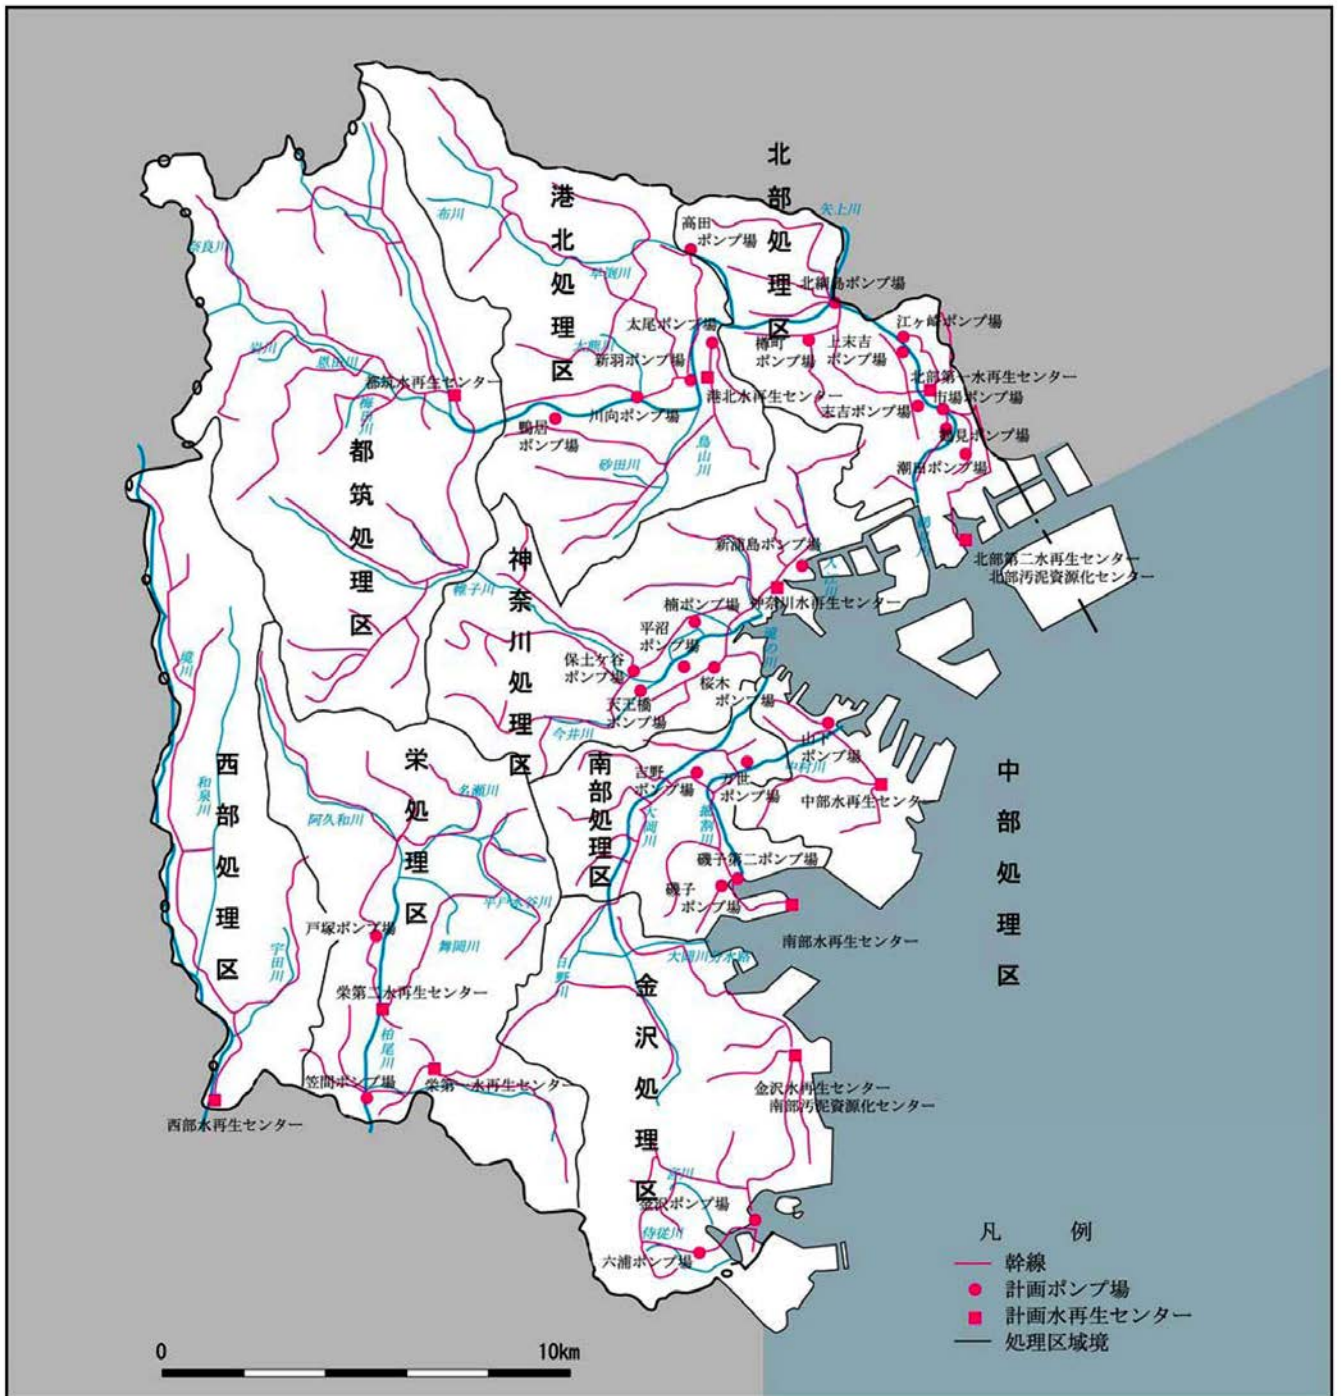 北部処理区
港北処理区
矢上川
布川
高田
ポンプ場
奈良川
早渕川
北綱島ポンプ場
太尾ポンプ場
江ヶ崎ポンプ場
樽町
ポンプ場
上末吉
ポンプ場
大熊川
新羽ポンプ場
岩川
恩田川
都筑水再生センター
北部第一水再生センター
港北水再生センター
市場ポンプ場
梅田川
川向ポンプ場
末吉ポンプ場
鴨居
ポンプ場
鶴見ポンプ場
鳥山川
砂田川
潮田ポンプ場
都筑処理区
鶴見川
新浦島ポンプ場
入江川
北部第二水再生センター
北部汚泥資源化センター
神奈川処理区
帷子川
楠ポンプ場
神奈川水再生センター
平沼
ポンプ場
滝の川
保土ケ谷
ポンプ場
境川
桜木
ポンプ場
天王橋
ポンプ場
今井川
山下
ポンプ場
西部処理区
栄処理区
南部処理区
中部処理区
吉野
ポンプ場
万世
ポンプ場
中村川
和泉川
名瀬川
中部水再生センター
阿久和川
大岡川
掘割川
磯子第二ポンプ場
磯子
ポンプ場
平戸永谷川
戸塚ポンプ場
舞岡川
南部水再生センター
宇田川
日野川
大岡川分水路
金沢処理区
栄第二水再生センター
柏尾川
笠間ポンプ場
栄第一水再生センター
金沢水再生センター
南部汚泥資源化センター
西部水再生センター
宮川
金沢ポンプ場
侍従川
六浦ポンプ場
凡 例
幹線
計画ポンプ場
計画水再生センター
処理区域境
0 10km